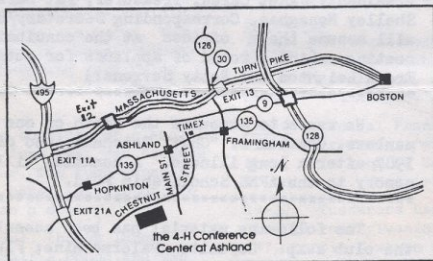 128
30
TURN PIKE
MASSACHUSETTS
495
Exit
12
EXIT 13
9
BOSTON
TIMEX
135
ASHLAND
FRAMINGHAM
128
EXIT 11A
135
MAIN ST.
STREET
HOPKINTON
CHESTNUT
EXIT 21A
N
the 4-H Conference
Center at Ashland